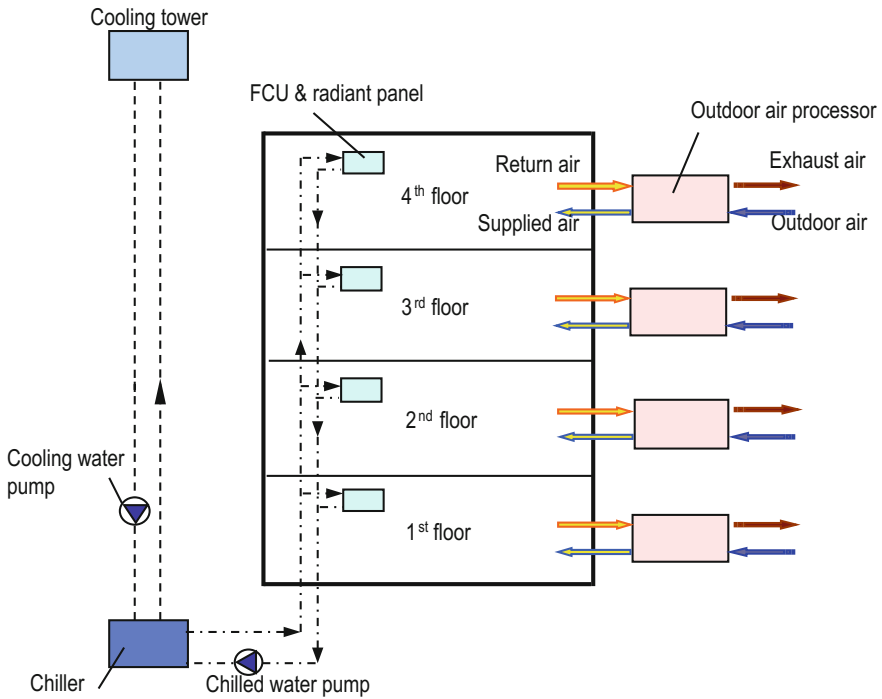 Cooling tower
FCU & radiant panel
Outdoor air processor
Return air
Exhaust air
4th floor
Supplied air
Outdoor air
3rd floor
2nd floor
Cooling water
pump
1st floor
Chiller
Chilled water pump